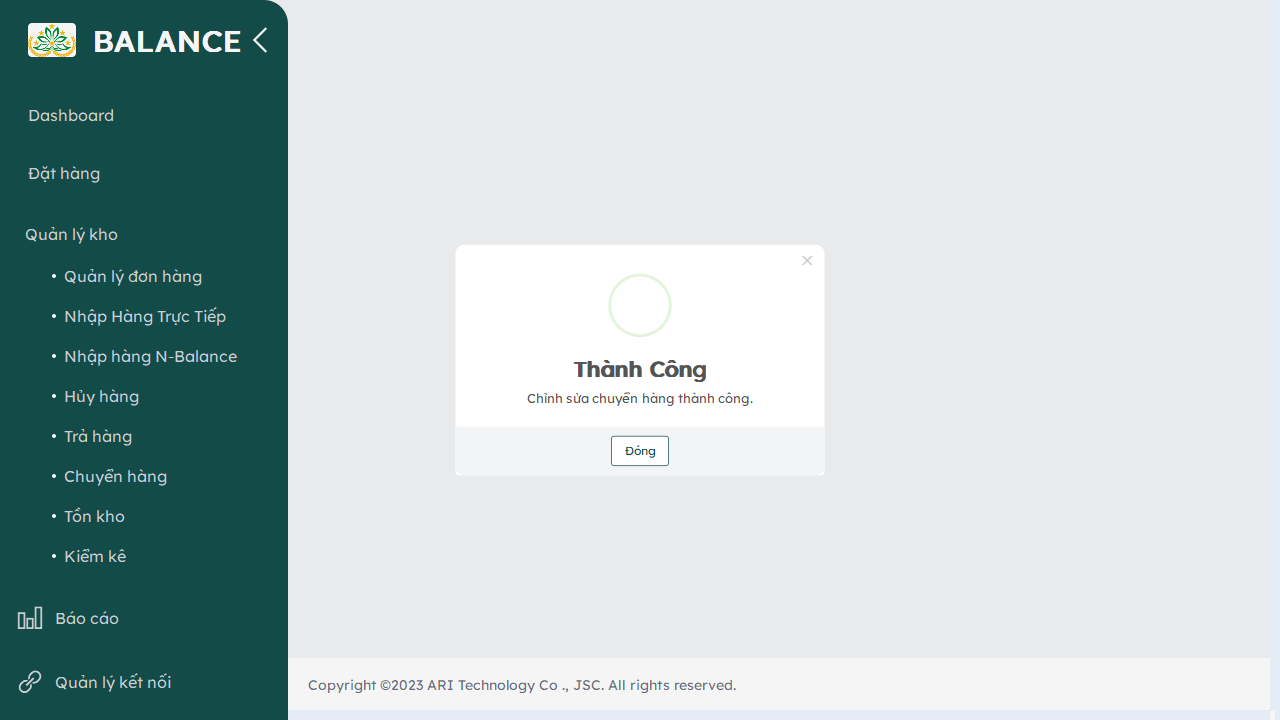 BALANCE
Dashboard
Đặt hàng
Quản lý kho
Quản lý đơn hàng
Nhập Hàng Trực Tiếp
Nhập hàng N-Balance
Hủy hàng
Trả hàng
Chuyển hàng
Tồn kho
Kiểm kê
Báo cáo
Quản lý kết nối
Thành Công
Chỉnh sửa chuyển hàng thành công.
Đóng
Copyright ©2023 ARI Technology Co ., JSC. All rights reserved.